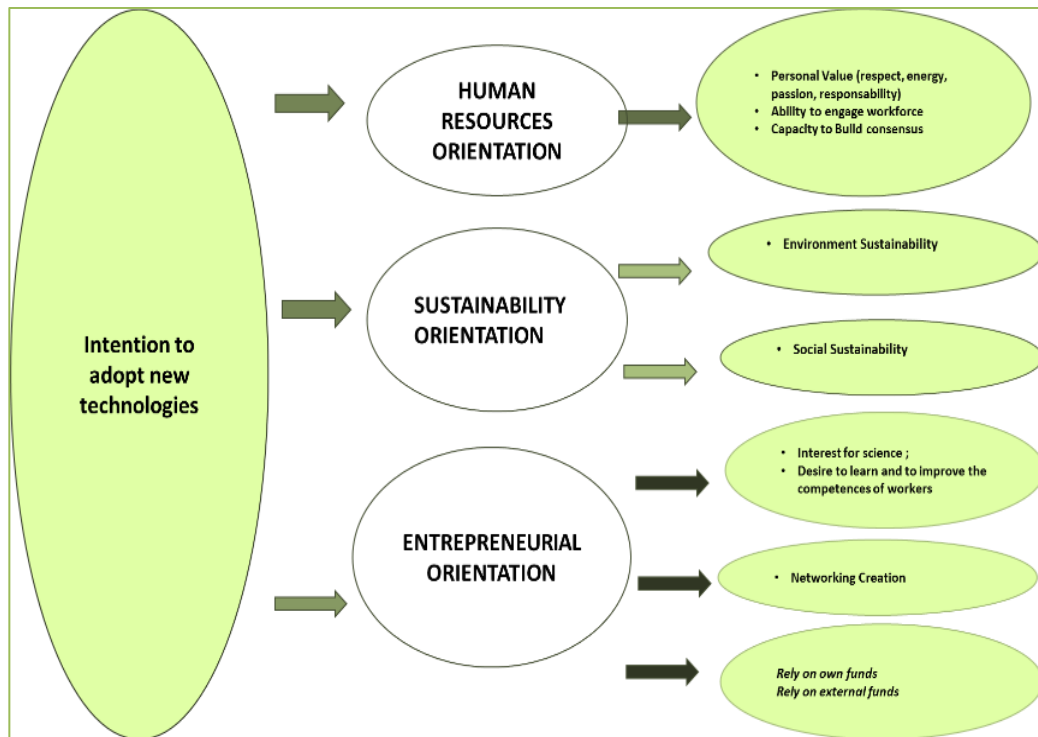 Intention to
adopt new
technologies
HUMAN
RESOURCES
ORIENTATION
• Personal Value (respect, energy,
passion, responsability)
• Ability to engage workforce
• Capacity to Build consensus
SUSTAINABILITY
ORIENTATION
• Environment Sustainability
• Social Sustainability
ENTREPRENEURIAL
ORIENTATION
• Interest for science ;
• Desire to learn and to improve the
competences of workers
• Networking Creation
Rely on own funds
Rely on external funds